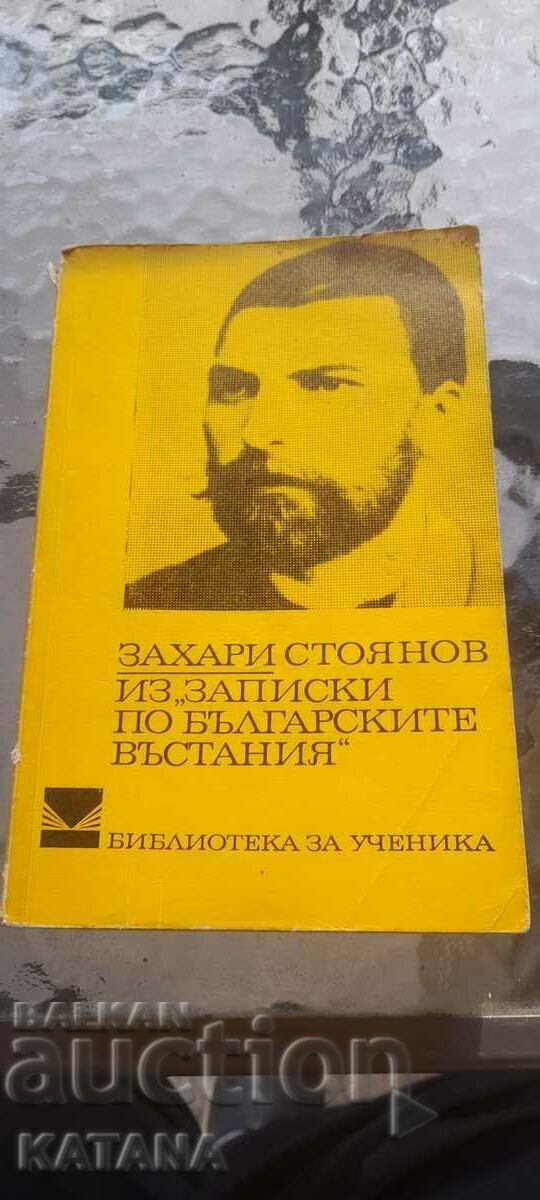 ЗАХАРИ СТОЯНОВ
ИЗ „ЗАПИСКИ
ПО БЪЛГАРСКИТЕ
ВЪСТАНИЯ“
БИБЛИОТЕКА ЗА УЧЕНИКА
BALKAN
auction
KATANA